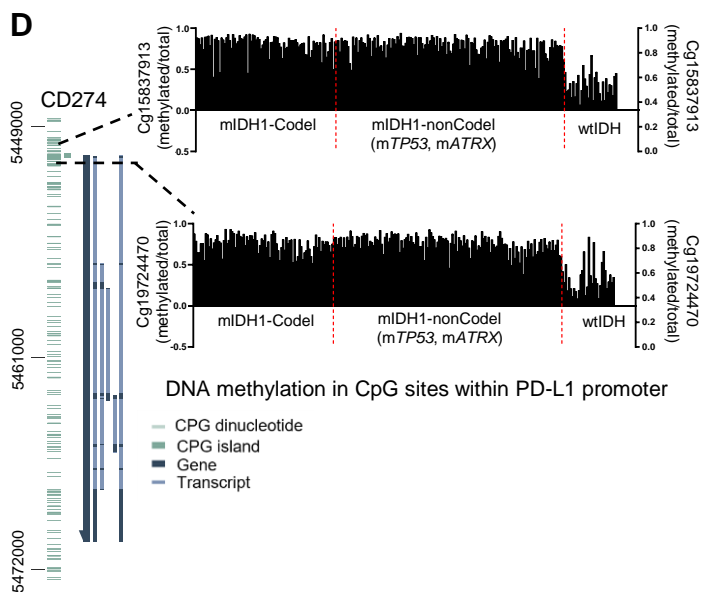 D
CD274
5449000
5461000
5472000
Cg15837913
(methylated/total)
1.0
0.5
0.0
0.5
mIDH1-Codel
mIDH1-nonCodel
(mTP53, mATRX)
wtIDH
1.0
0.8
0.6
0.4
0.2
0.0
Cg15837913
(methylated/total)
Cg19724470
(methylated/total)
1.0
0.5
0.0
-0.5
mIDH1-Codel
mIDH1-nonCodel
(mTP53, mATRX)
wtIDH
1.0
0.8
0.6
0.4
0.2
0.0
Cg19724470
(methylated/total)
DNA methylation in CpG sites within PD-L1 promoter
CPG dinucleotide
CPG island
Gene
Transcript